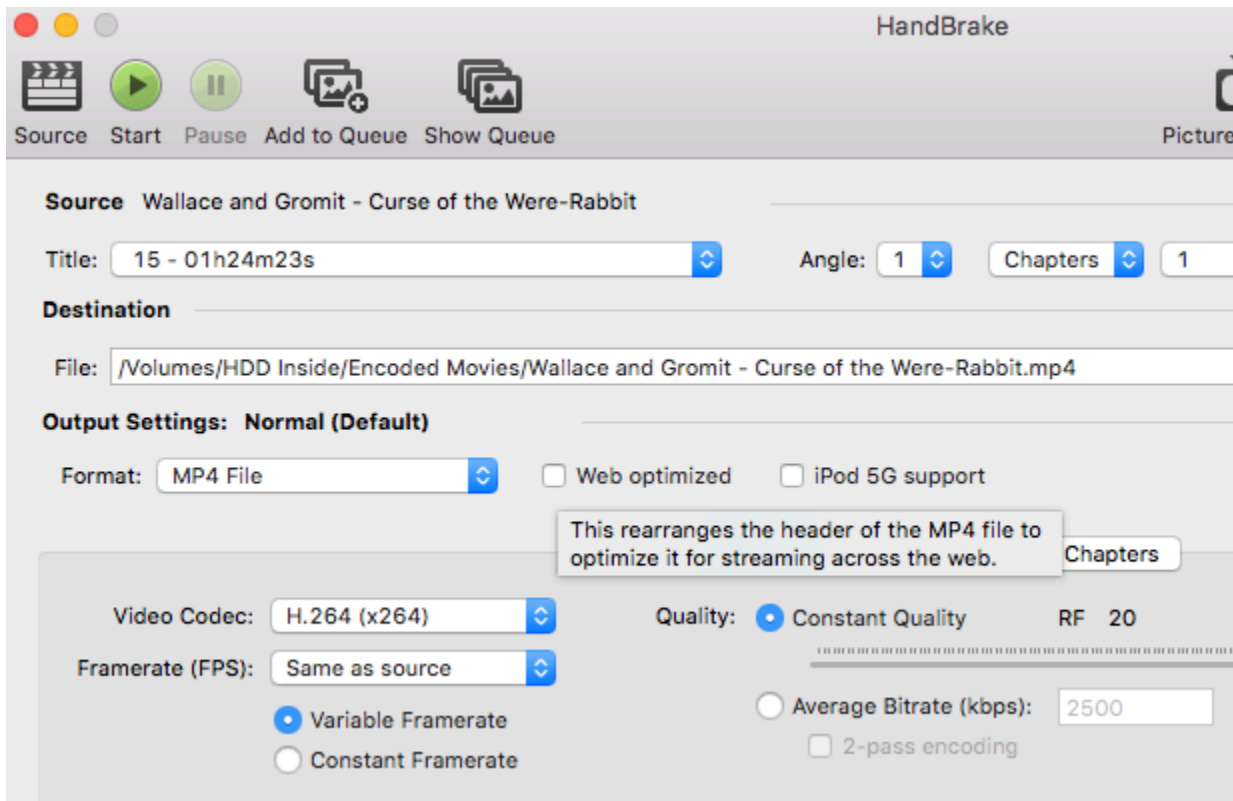 HandBrake
Source Start Pause Add to Queue Show Queue Picture
Source Wallace and Gromit - Curse of the Were-Rabbit
Title: 15 - 01h24m23s Angle: 1 Chapters 1
Destination
File: /Volumes/HDD Inside/Encoded Movies/Wallace and Gromit - Curse of the Were-Rabbit.mp4
Output Settings: Normal (Default)
Format: MP4 File Web optimized iPod 5G support
This rearranges the header of the MP4 file to
optimize it for streaming across the web.
Chapters
Video Codec: H.264 (x264) Quality: Constant Quality RF 20
Framerate (FPS): Same as source
Variable Framerate Average Bitrate (kbps): 2500
Constant Framerate 2-pass encoding